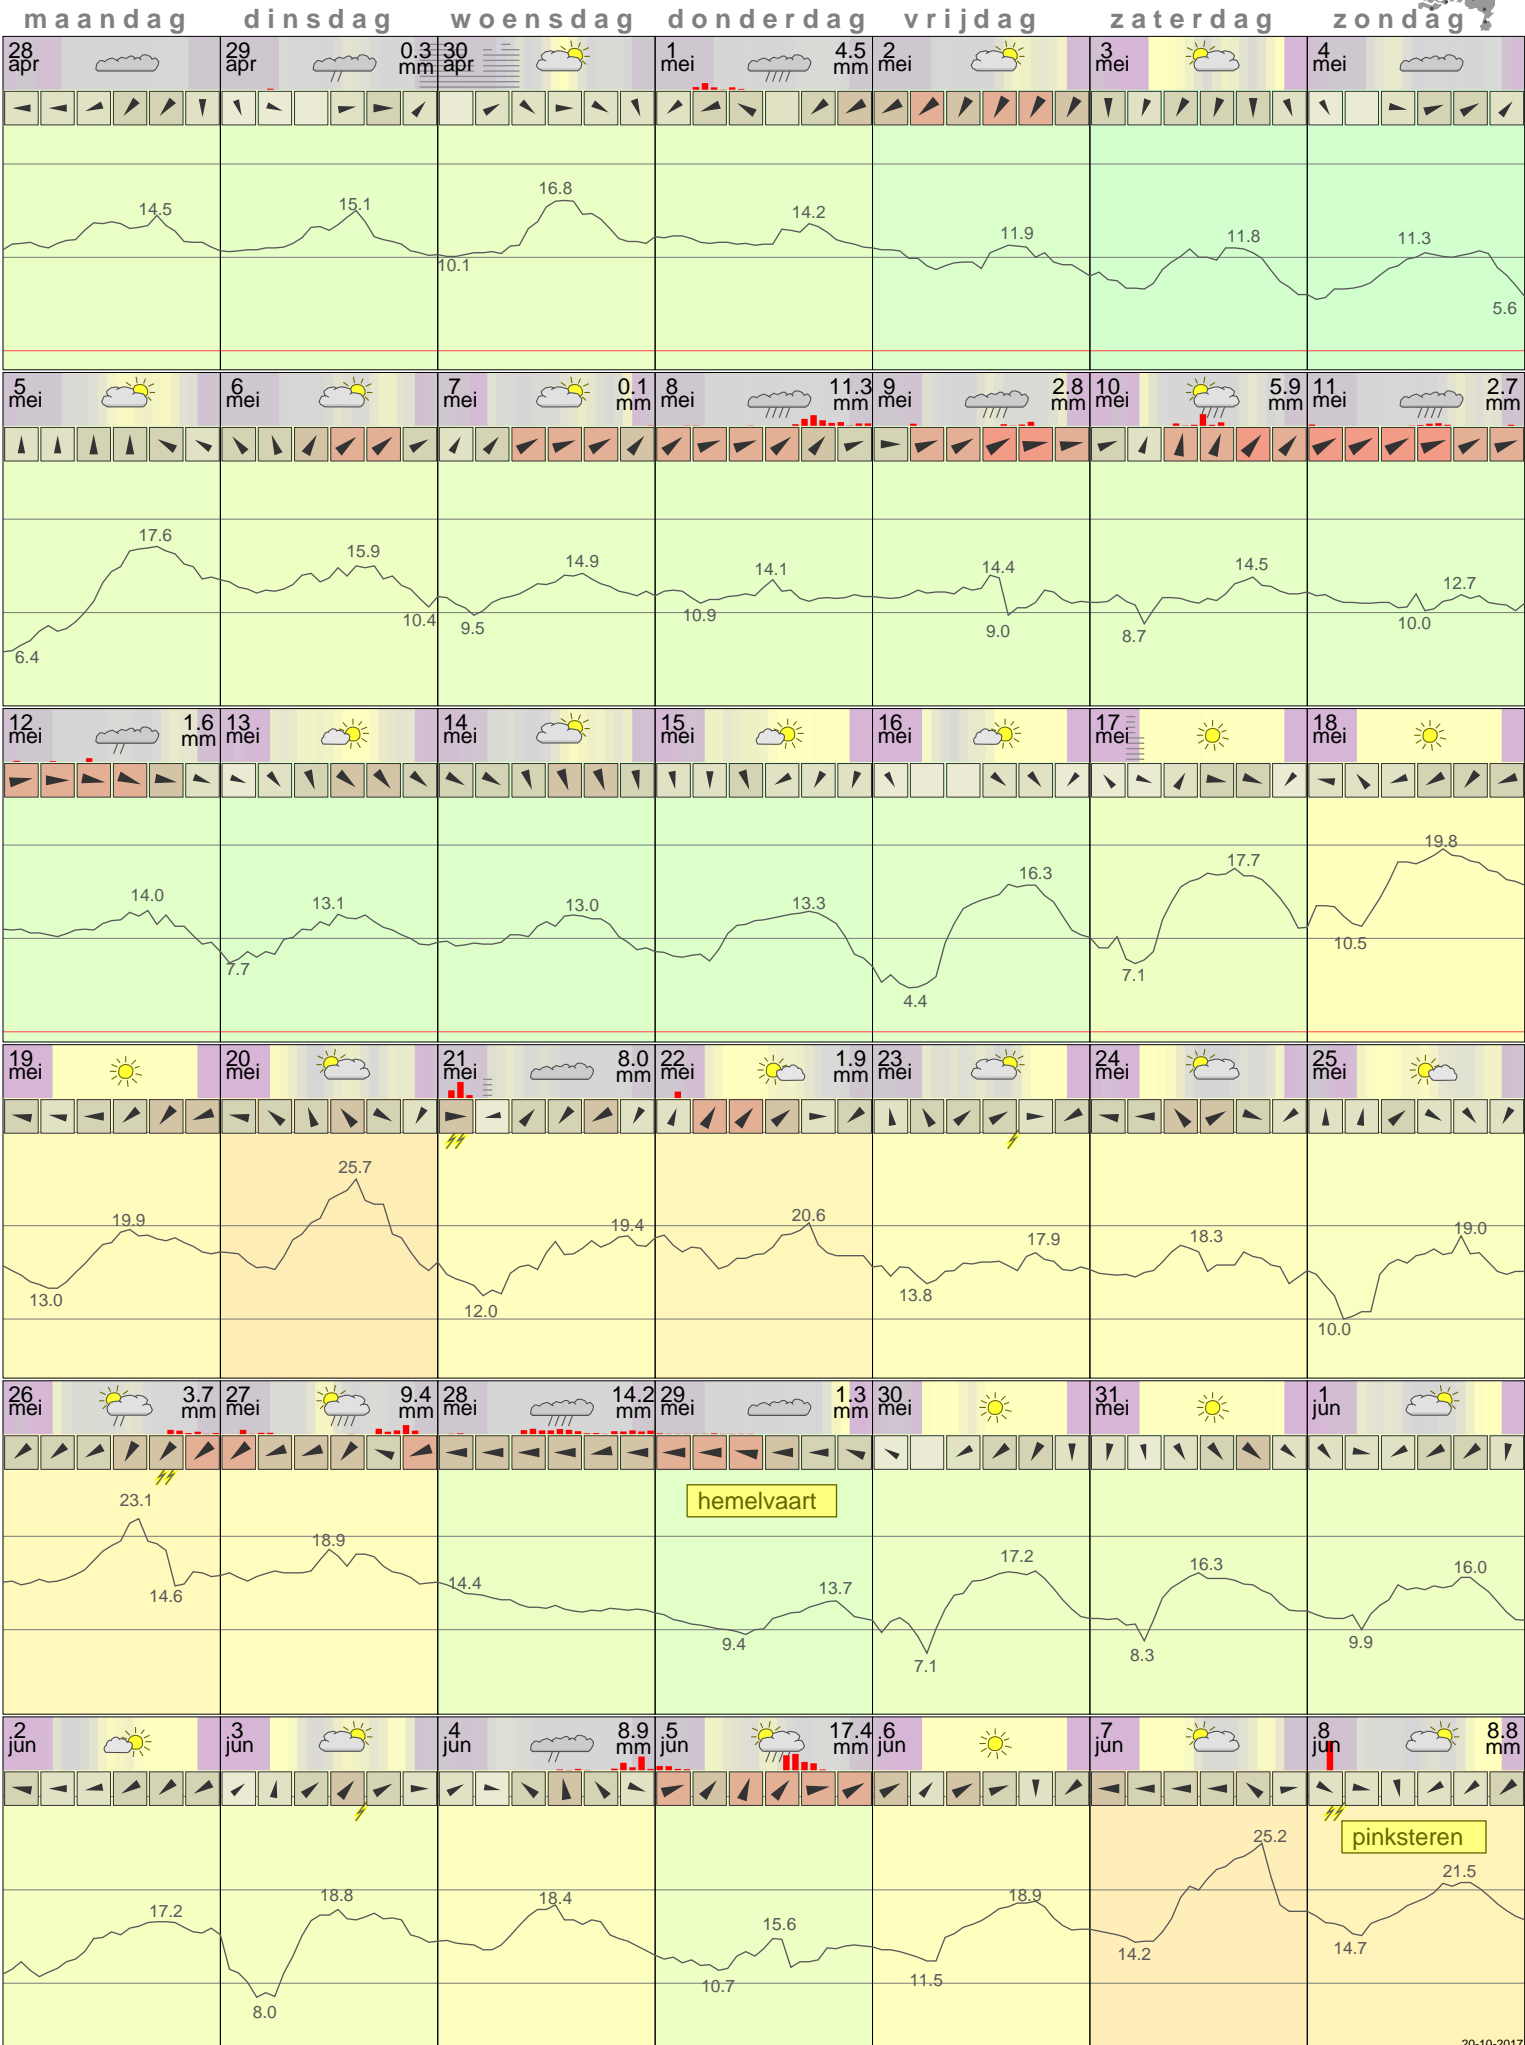 maandag dinsdag woensdag donderdag vrijdag zaterdag zondag
28 29 0.3 30 1 4.5 2 3 4
apr apr mm apr mei mm mei mei mei
14.5 15.1 16.8 14.2 11.9 11.8 11.3
10.1 5.6
5 6 7 0.1 8 11.3 9 2.8 10 5.9 11 2.7
mei mei mei mm mei mm mei mm mei mm mei mm
17.6 15.9 14.9 14.1 14.4 14.5 12.7
6.4 10.4 9.5 10.9 9.0 8.7 10.0
12 1.6 13 14 15 16 17 18
mei mm mei mei mei mei mei mei
14.0 13.1 13.0 13.3 16.3 17.7 19.8
7.7 4.4 7.1 10.5
19 20 21 8.0 22 1.9 23 24 25
mei mei mei mm mei mm mei mei mei
19.9 25.7 19.4 20.6 17.9 18.3 19.0
13.0 12.0 13.8 10.0
26 3.7 27 9.4 28 14.2 29 1.3 30 31 1
mei mm mei mm mei mm mei mm mei mei jun
hemelvaart
23.1 18.9 14.4 13.7 17.2 16.3 16.0
14.6 9.4 7.1 8.3 9.9
2 3 4 8.9 5 17.4 6 7 8 8.8
jun jun jun mm jun mm jun jun jun mm
pinksteren
17.2 18.8 18.4 15.6 18.9 25.2 21.5
8.0 10.7 11.5 14.2 14.7
20-10-2017